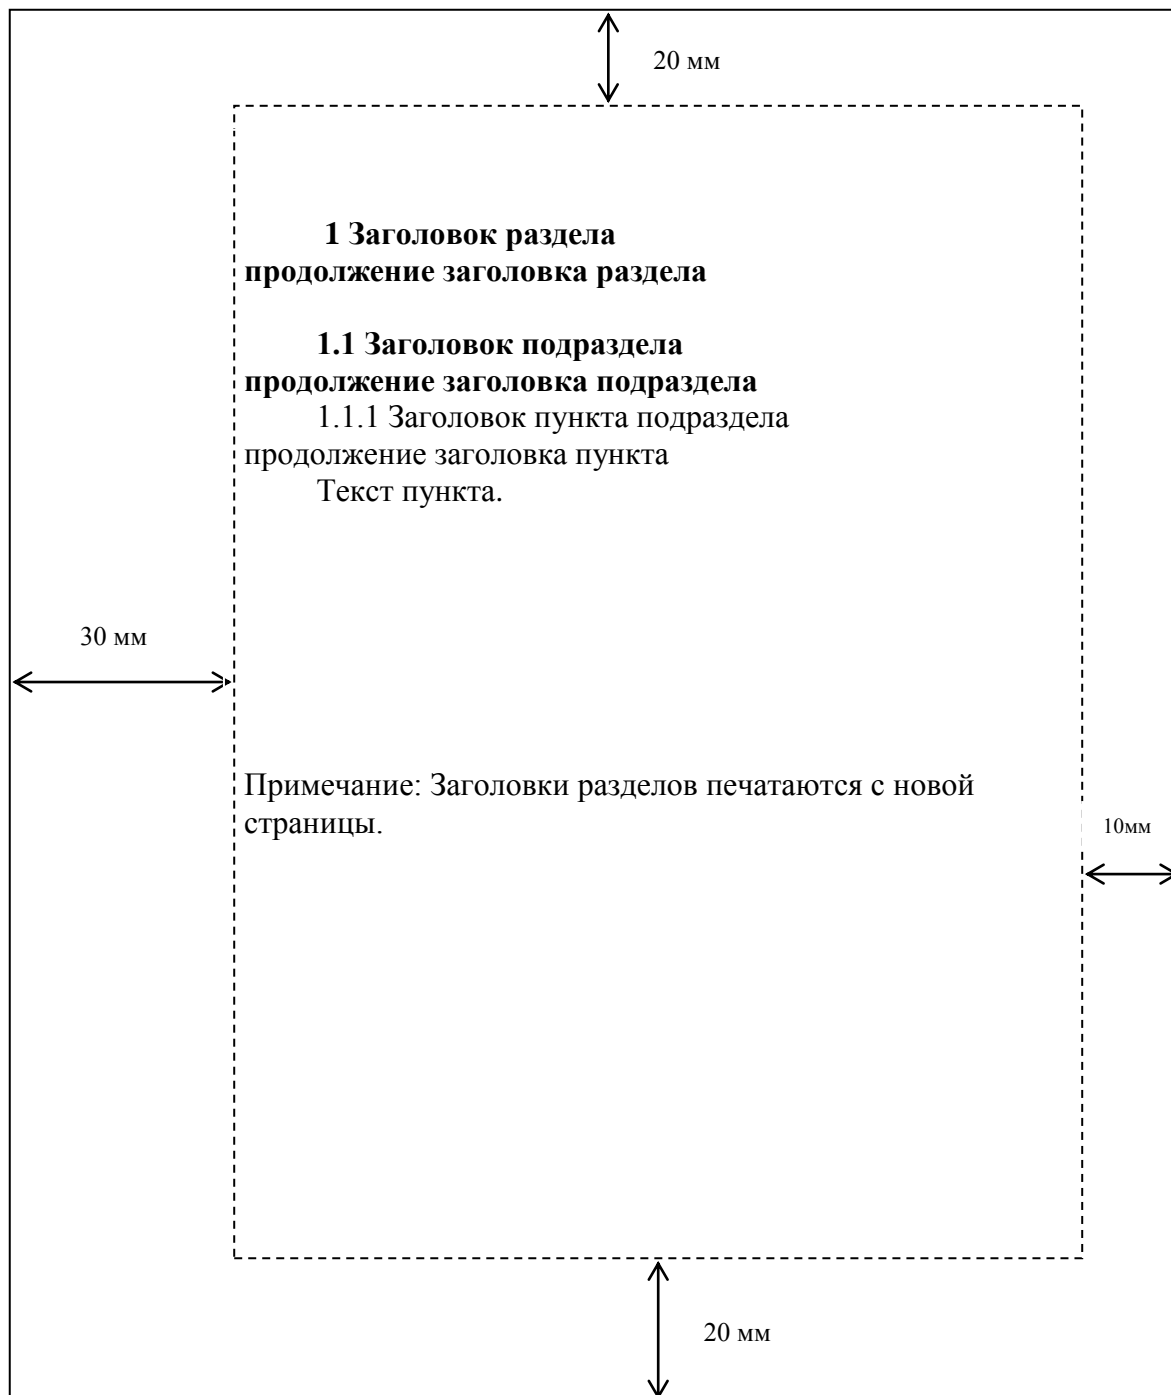 20 мм
1 Заголовок раздела
продолжение заголовка раздела
1.1 Заголовок подраздела
продолжение заголовка подраздела
1.1.1 Заголовок пункта подраздела
продолжение заголовка пункта
Текст пункта.
30 мм
Примечание: Заголовки разделов печатаются с новой
страницы.
10мм
20 мм